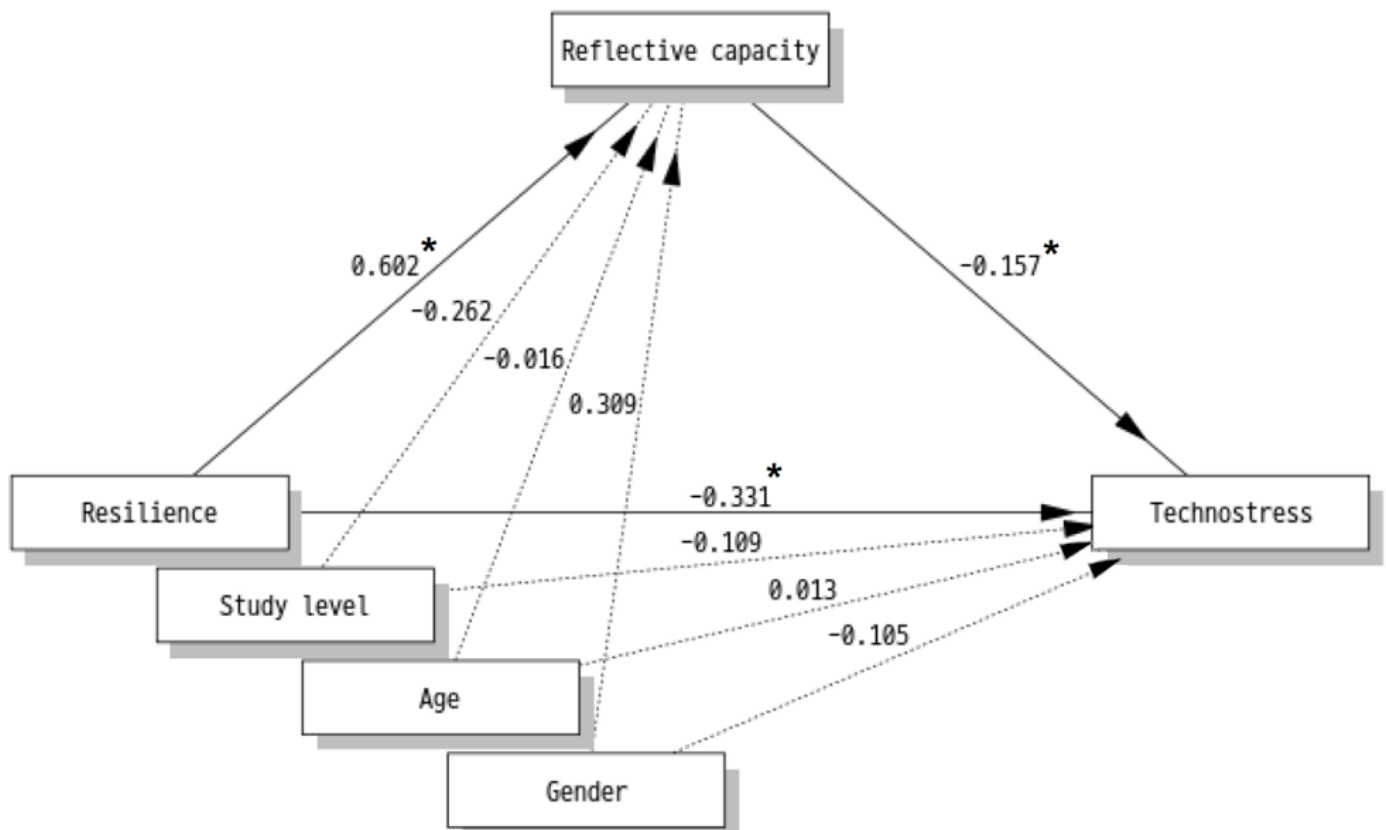 Reflective capacity
0.602*
-0.157*
-0.262
-0.016
0.309
-0.331*
Resilience
Technostress
-0.109
0.013
Study level
-0.105
Age
Gender